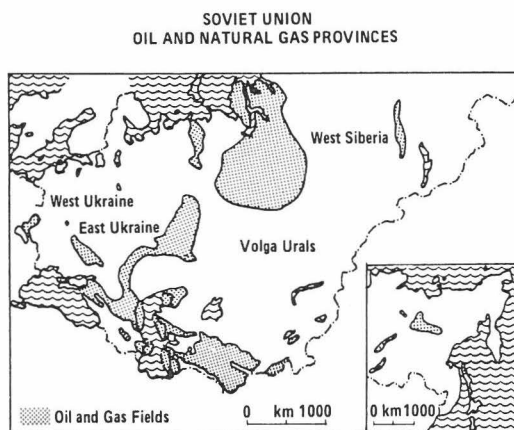 SOVIET UNION
OIL AND NATURAL GAS PROVINCES
West Siberia
West Ukraine
East Ukraine
Volga Urals
Oil and Gas Fields
0 km 1000
0 km 1000